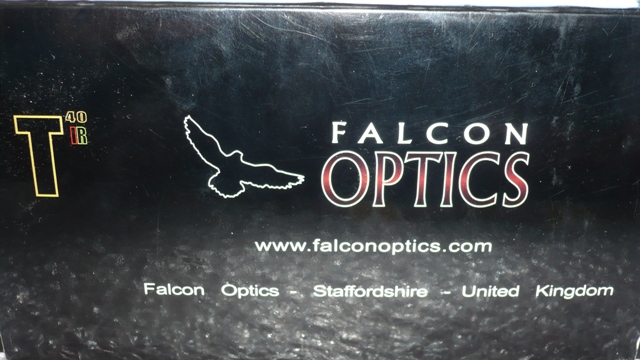 T 40 IR
FALCON
OPTICS
www.falconoptics.com
Falcon Optics - Staffordshire - United Kingdom